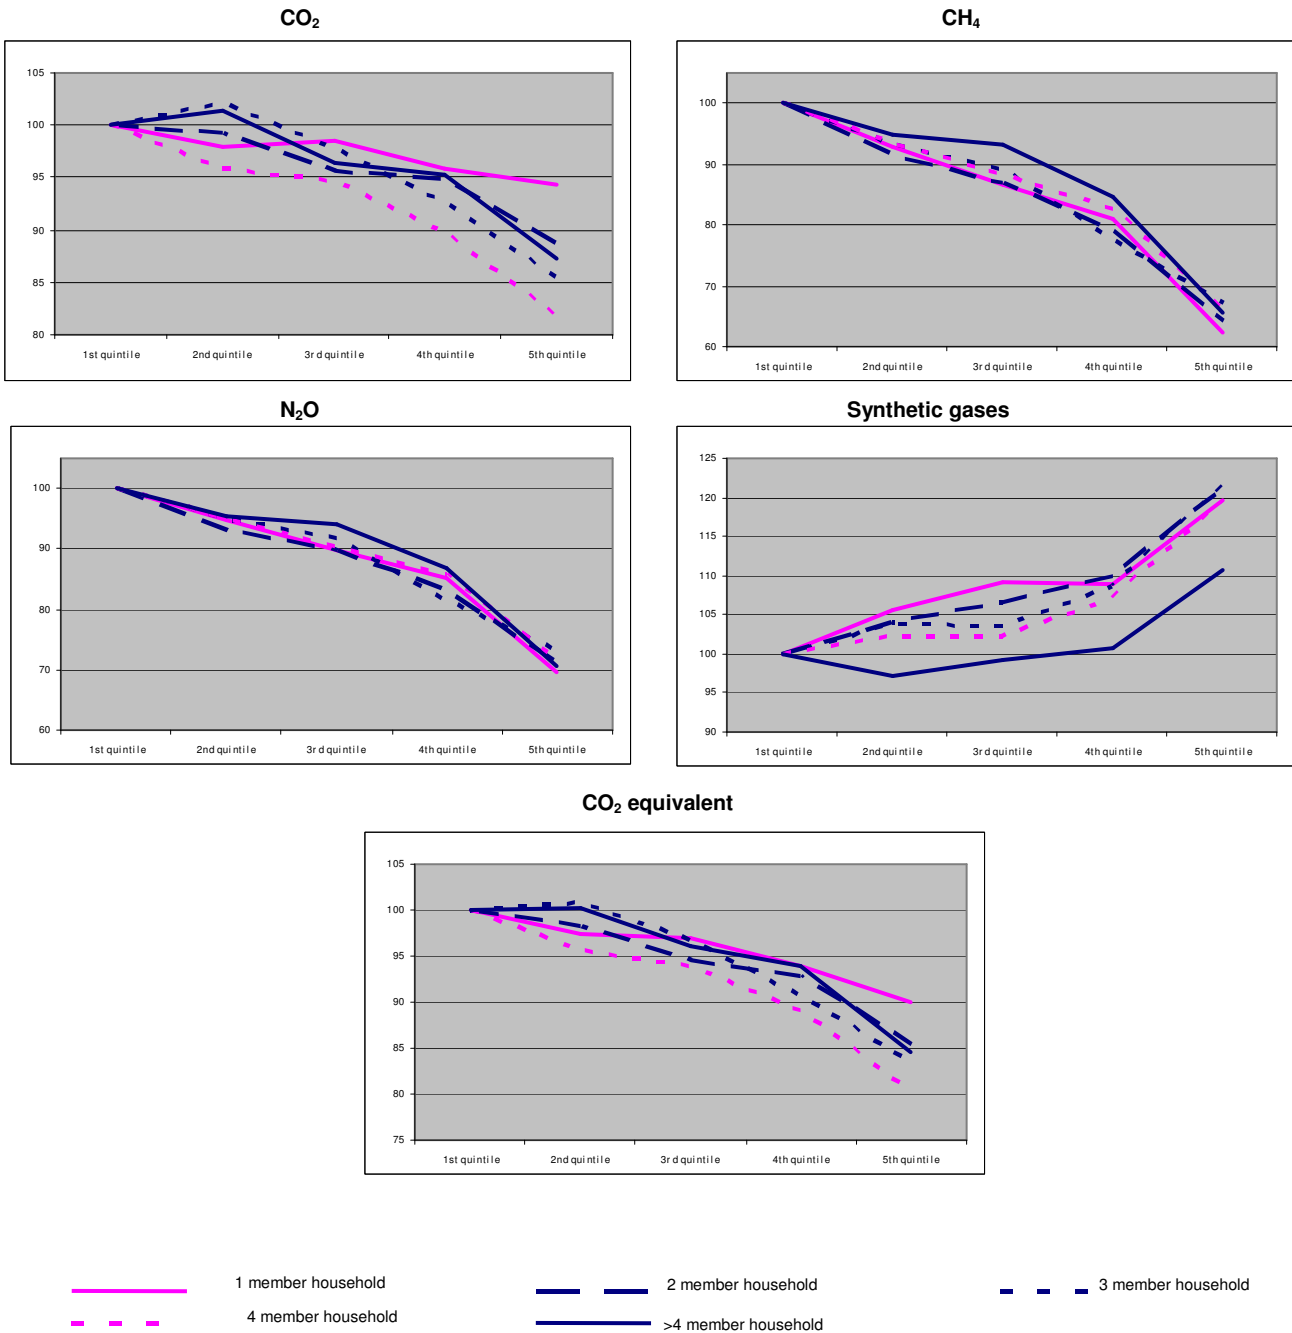 CO₂
CH₄
105
100
95
90
85
80
1st quintile 2nd quintile 3rd quintile 4th quintile 5th quintile
100
90
80
70
60
1st quintile 2nd quintile 3rd quintile 4th quintile 5th quintile
N₂O
Synthetic gases
100
90
80
70
60
1st quintile 2nd quintile 3rd quintile 4th quintile 5th quintile
125
120
115
110
105
100
95
90
1st quintile 2nd quintile 3rd quintile 4th quintile 5th quintile
CO₂ equivalent
105
100
95
90
85
80
75
1st quintile 2nd quintile 3rd quintile 4th quintile 5th quintile
1 member household 2 member household 3 member household
4 member household >4 member household